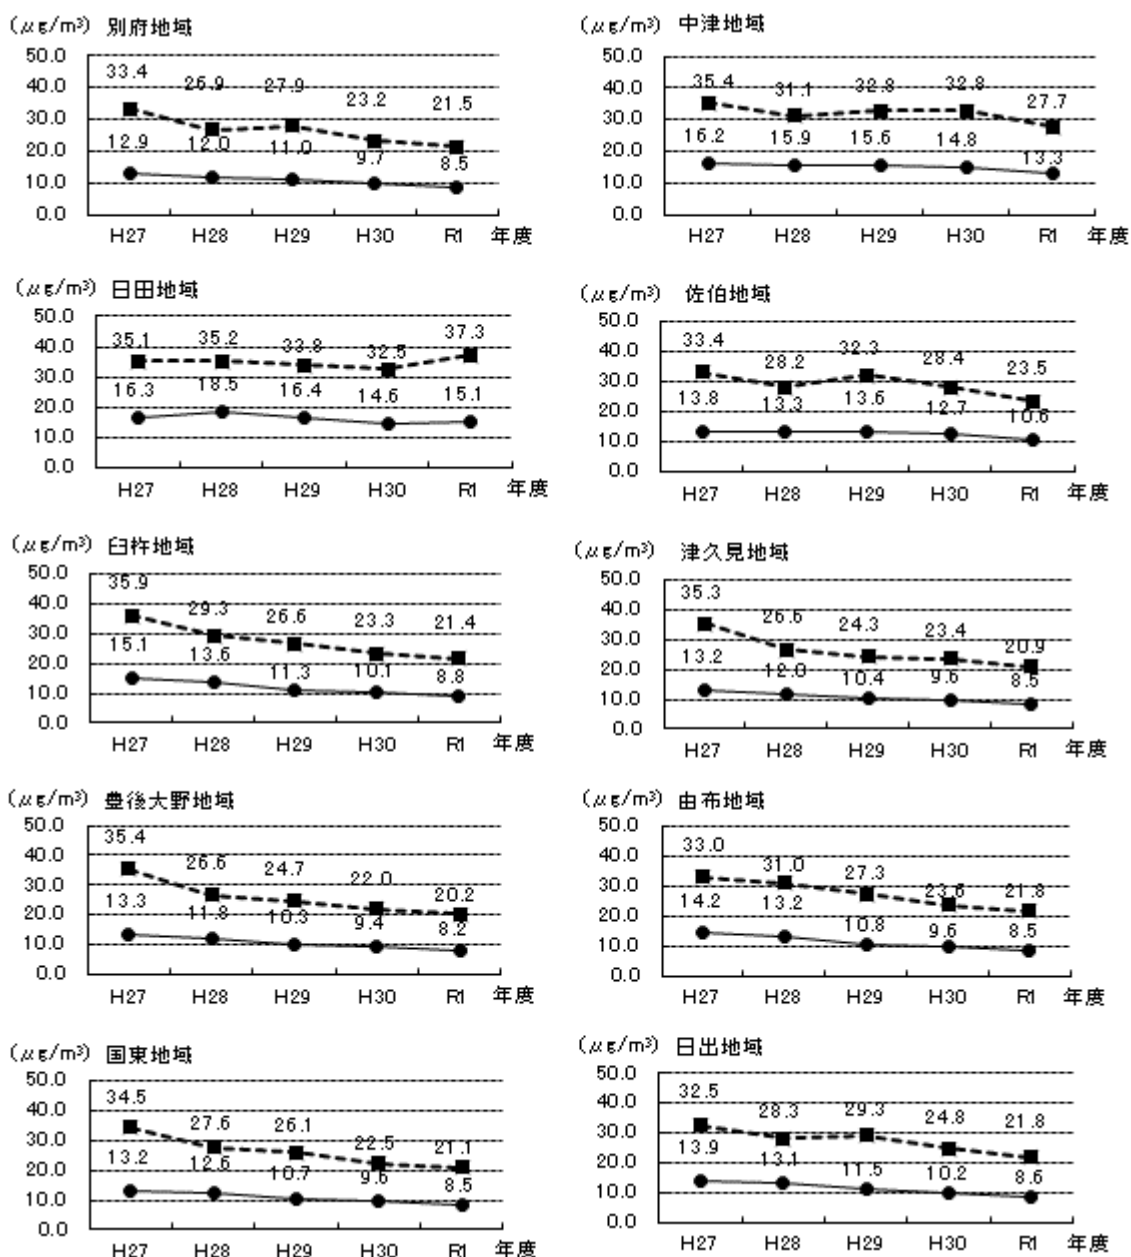 (μg/m³) 別府地域
50.0
40.0
30.0
20.0
10.0
0.0
33.4 26.9 27.9 23.2 21.5
12.9 12.0 11.0 9.7 8.5
H27 H28 H29 H30 R1 年度
(μg/m³) 中津地域
50.0
40.0
30.0
20.0
10.0
0.0
35.4 31.1 32.8 32.8 27.7
16.2 15.9 15.6 14.8 13.3
H27 H28 H29 H30 R1 年度
(μg/m³) 日田地域
50.0
40.0
30.0
20.0
10.0
0.0
35.1 35.2 33.8 32.5 37.3
16.3 18.5 16.4 14.6 15.1
H27 H28 H29 H30 R1 年度
(μg/m³) 佐伯地域
50.0
40.0
30.0
20.0
10.0
0.0
33.4 28.2 32.3 28.4 23.5
13.8 13.3 13.6 12.7 10.6
H27 H28 H29 H30 R1 年度
(μg/m³) 臼杵地域
50.0
40.0
30.0
20.0
10.0
0.0
35.9 29.3 26.6 23.3 21.4
15.1 13.6 11.3 10.1 8.8
H27 H28 H29 H30 R1 年度
(μg/m³) 津久見地域
50.0
40.0
30.0
20.0
10.0
0.0
35.3 26.6 24.3 23.4 20.9
13.2 12.0 10.4 9.6 8.5
H27 H28 H29 H30 R1 年度
(μg/m³) 豊後大野地域
50.0
40.0
30.0
20.0
10.0
0.0
35.4 26.6 24.7 22.0 20.2
13.3 11.8 10.3 9.4 8.2
H27 H28 H29 H30 R1 年度
(μg/m³) 由布地域
50.0
40.0
30.0
20.0
10.0
0.0
33.0 31.0 27.3 23.6 21.8
14.2 13.2 10.8 9.6 8.5
H27 H28 H29 H30 R1 年度
(μg/m³) 国東地域
50.0
40.0
30.0
20.0
10.0
0.0
34.5 27.6 26.1 22.5 21.1
13.2 12.6 10.7 9.6 8.5
H27 H28 H29 H30 R1 年度
(μg/m³) 日出地域
50.0
40.0
30.0
20.0
10.0
0.0
32.5 28.3 29.3 24.8 21.8
13.9 13.1 11.5 10.2 8.6
H27 H28 H29 H30 R1 年度